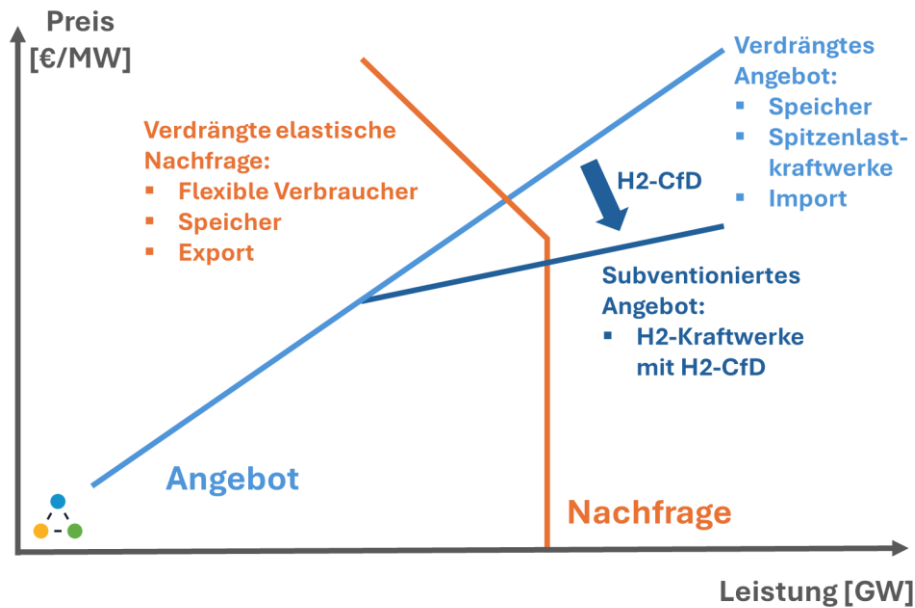 Preis
[€/MW]
Verdrängte elastische
Nachfrage:
▪ Flexible Verbraucher
▪ Speicher
▪ Export
Verdrängtes
Angebot:
▪ Speicher
▪ Spitzenlast-
kraftwerke
▪ Import
H2-CfD
Subventioniertes
Angebot:
▪ H2-Kraftwerke
mit H2-CfD
Angebot
Nachfrage
Leistung [GW]